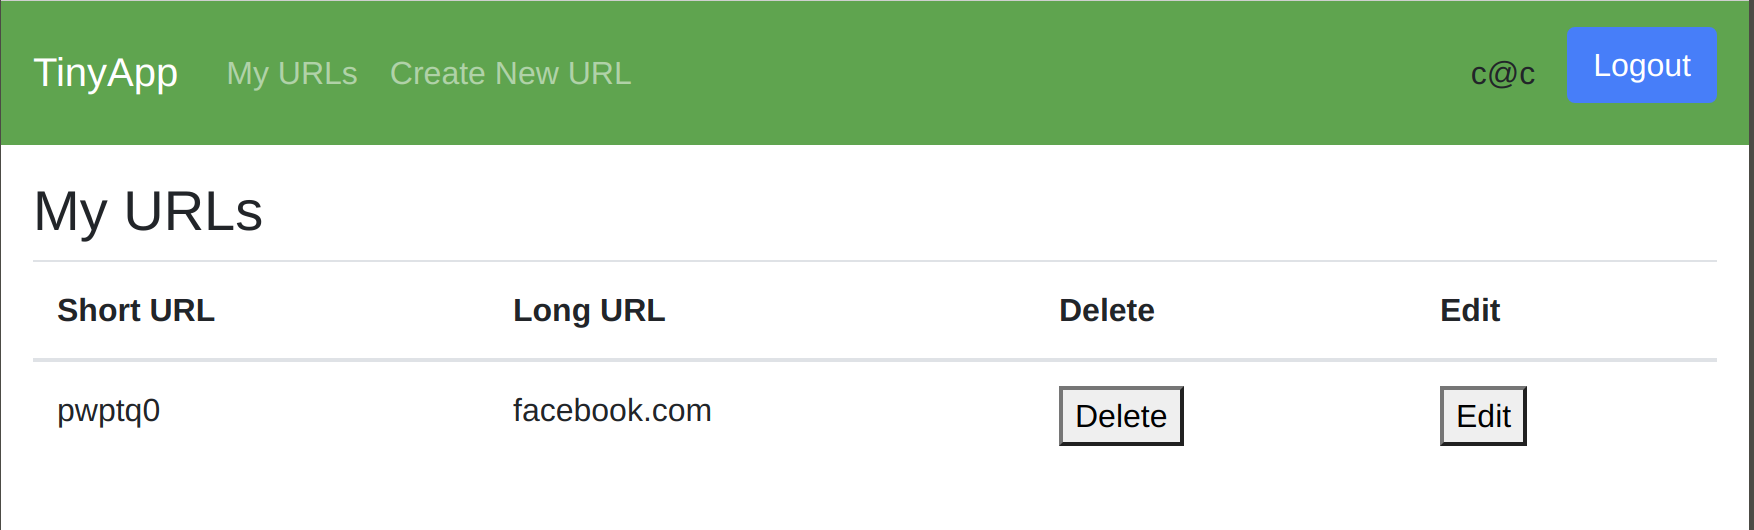 TinyApp My URLs Create New URL c@c Logout
My URLs
Short URL Long URL Delete Edit
pwptq0 facebook.com Delete Edit